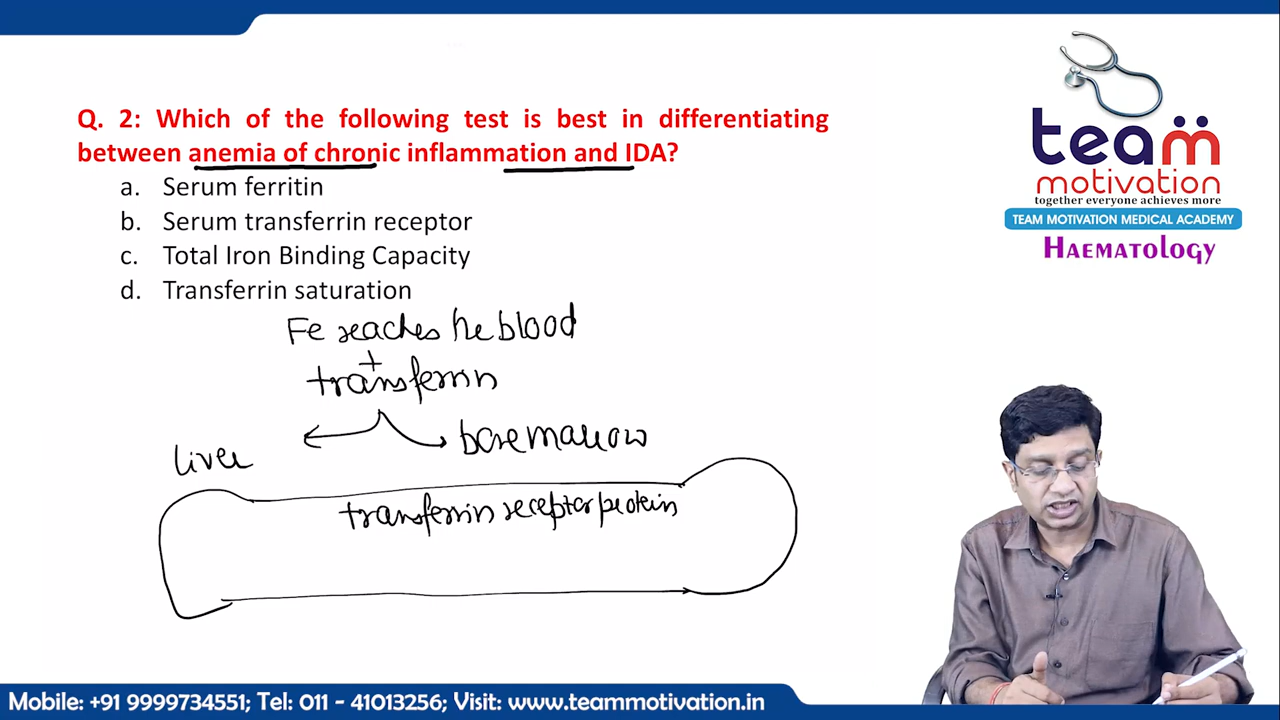 Q. 2: Which of the following test is best in differentiating
between anemia of chronic inflammation and IDA?
a. Serum ferritin
b. Serum transferrin receptor
c. Total Iron Binding Capacity
d. Transferrin saturation
Fe reaches the blood
+
transferrin
liver
bone marrow
transferrin receptor protein
team
motivation
together everyone achieves more
TEAM MOTIVATION MEDICAL ACADEMY
HAEMATOLOGY
Mobile: +91 9999734551; Tel: 011 - 41013256; Visit: www.teammotivation.in